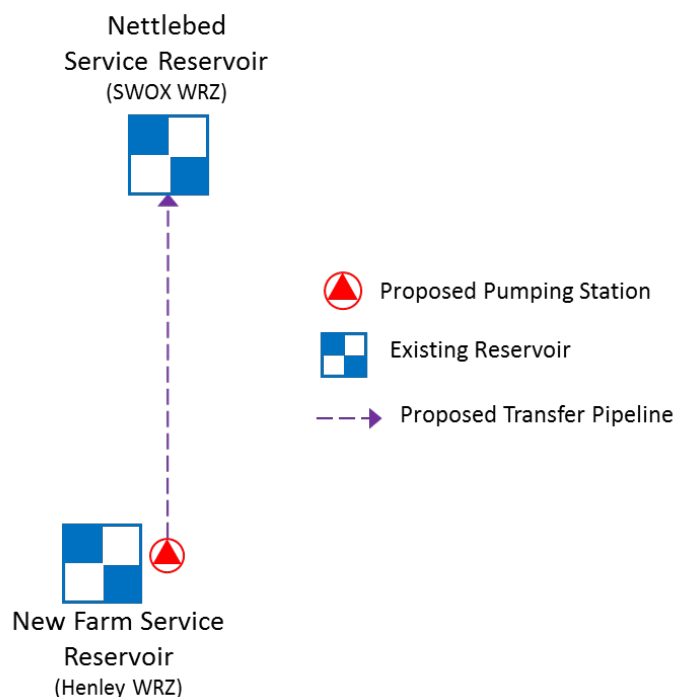 Nettlebed
Service Reservoir
(SWOX WRZ)
Proposed Pumping Station
Existing Reservoir
Proposed Transfer Pipeline
New Farm Service
Reservoir
(Henley WRZ)